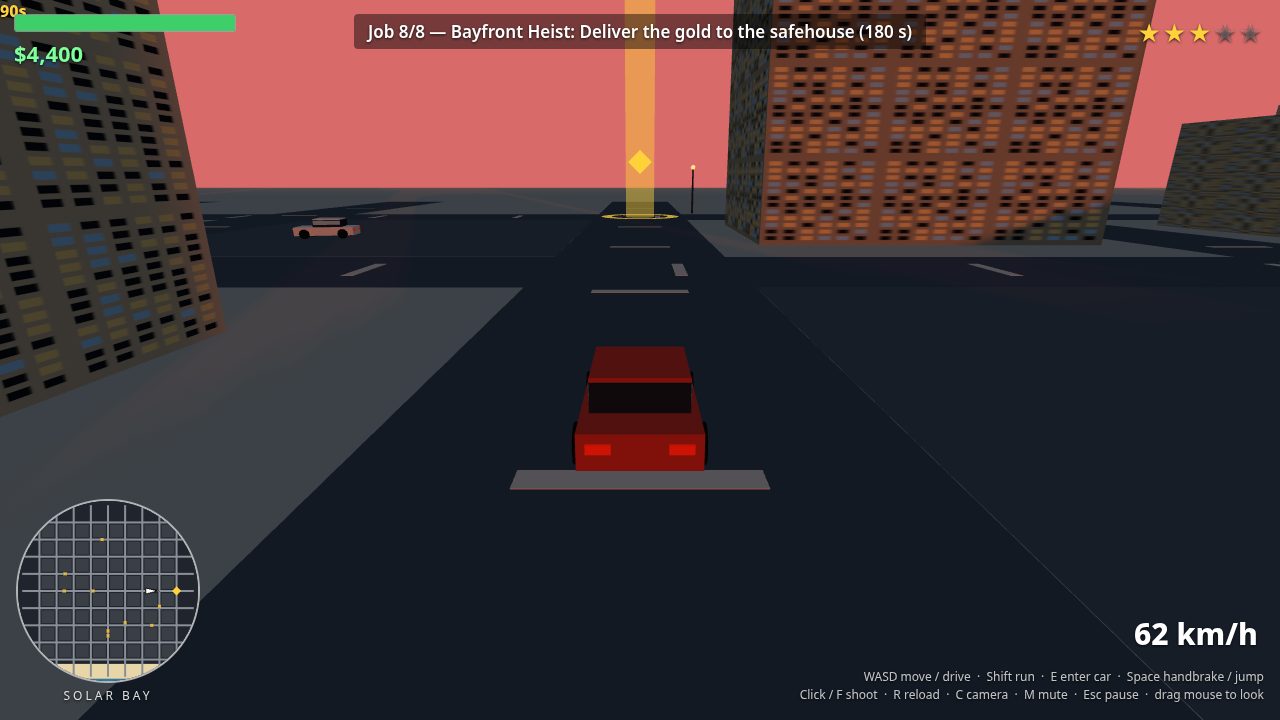 90s
$4,400
Job 8/8 — Bayfront Heist: Deliver the gold to the safehouse (180 s)
62 km/h
WASD move / drive · Shift run · E enter car · Space handbrake / jump
Click / F shoot · R reload · C camera · M mute · Esc pause · drag mouse to look
SOLAR BAY